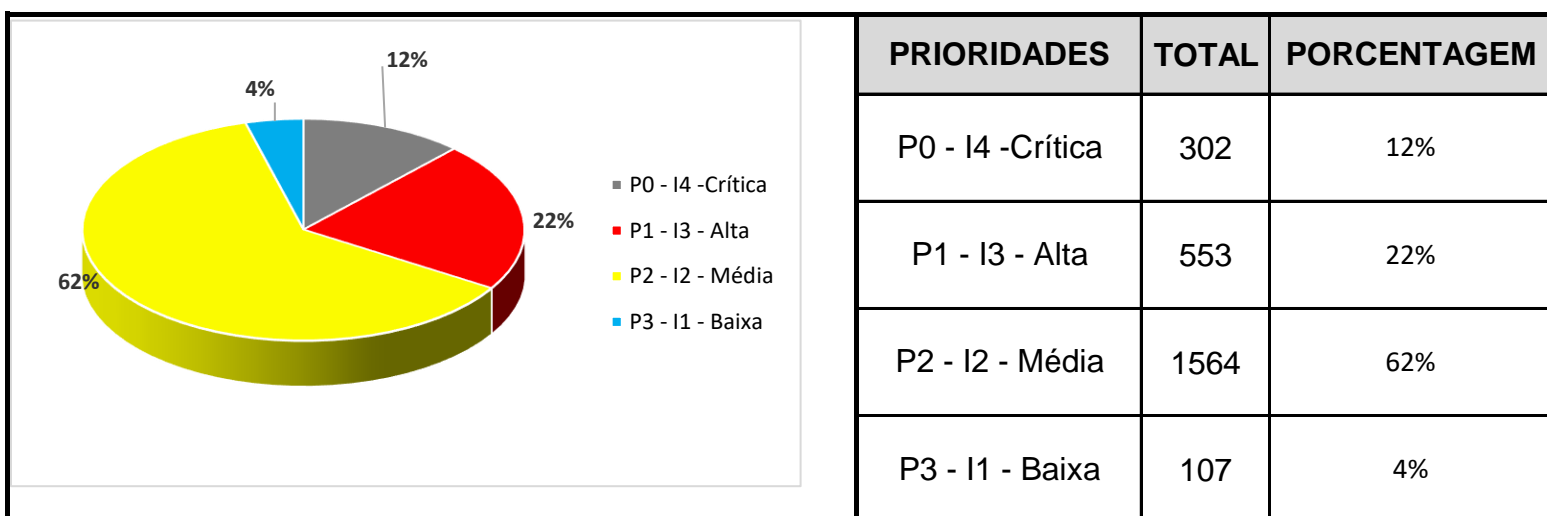 12%
4%
22%
62%
P0 - I4 -Crítica
P1 - I3 - Alta
P2 - I2 - Média
P3 - I1 - Baixa
PRIORIDADES TOTAL PORCENTAGEM
P0 - I4 -Crítica 302 12%
P1 - I3 - Alta 553 22%
P2 - I2 - Média 1564 62%
P3 - I1 - Baixa 107 4%